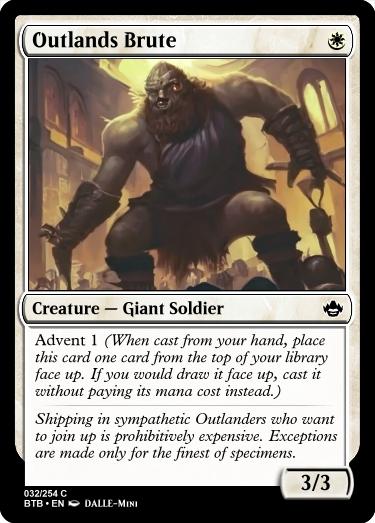 Outlands Brute
Creature — Giant Soldier
Advent 1 (When cast from your hand, place
this card one card from the top of your library
face up. If you would draw it face up, cast it
without paying its mana cost instead.)
Shipping in sympathetic Outlanders who want
to join up is prohibitively expensive. Exceptions
are made only for the finest of specimens.
3/3
032/254 C
BTB • EN DALLE-Mini